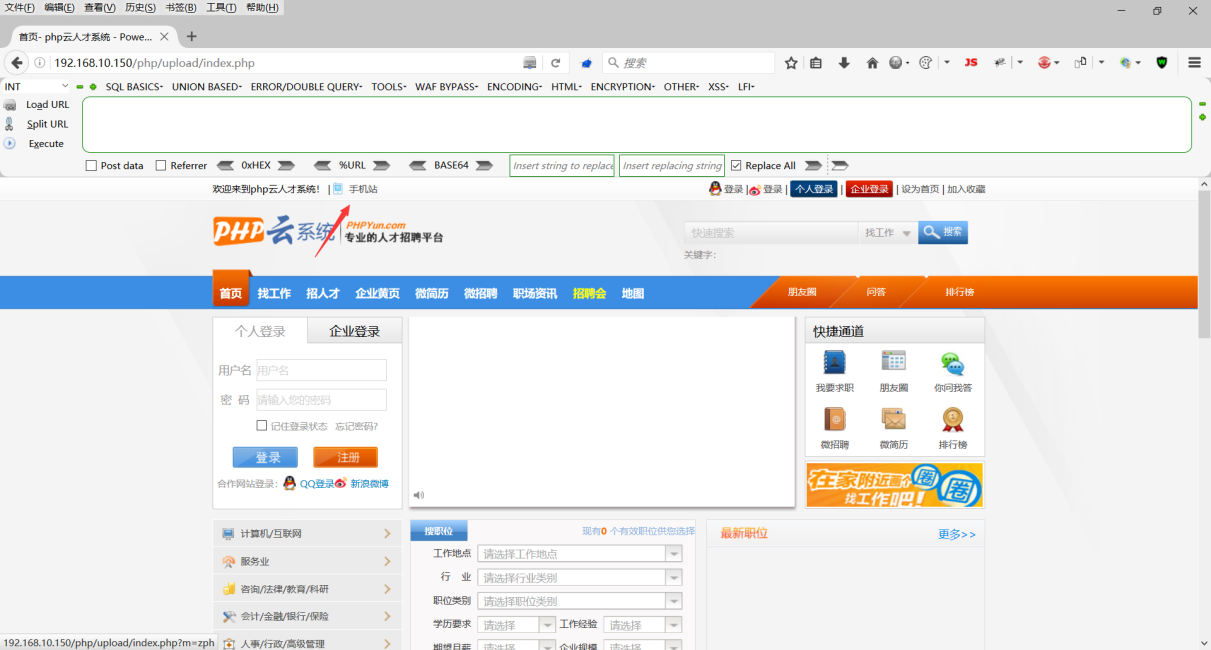 文件(F) 编辑(E) 查看(V) 历史(S) 书签(B) 工具(T) 帮助(H)
首页- php云人才系统 - Powe...
192.168.10.150/php/upload/index.php
搜索
JS
INT
SQL BASICS UNION BASED ERROR/DOUBLE QUERY TOOLS WAF BYPASS ENCODING HTML ENCRYPTION OTHER XSS LFI
Load URL
Split URL
Execute
Post data Referrer 0xHEX %URL BASE64 Insert string to replace Insert replacing string Replace All
欢迎来到php云人才系统! | 手机站
登录 | 登录 | 个人登录 | 企业登录 | 设为首页 | 加入收藏
PHP云系统
PHPYun.com
专业的人才招聘平台
快速搜索 找工作 搜索
关键字:
首页 找工作 招人才 企业黄页 微简历 微招聘 职场资讯 招聘会 地图
朋友圈 问答 排行榜
个人登录 企业登录
用户名 用户名
密 码 请输入您的密码
记住登录状态 忘记密码?
登录 注册
合作网站登录: QQ登录 新浪微博
快捷通道
我要求职 朋友圈 你问我答
微招聘 微简历 排行榜
在家附近画个圈圈
找工作吧!
计算机/互联网
服务业
咨询/法律/教育/科研
会计/金融/银行/保险
人事/行政/高级管理
搜职位 现有0 个有效职位供您选择
工作地点 请选择工作地点
行 业 请选择行业类别
职位类别 请选择职位类别
学历要求 请选择 工作经验 请选择
期望月薪 请选择 企业规模 请选择
最新职位 更多>>
192.168.10.150/php/upload/index.php?m=zph